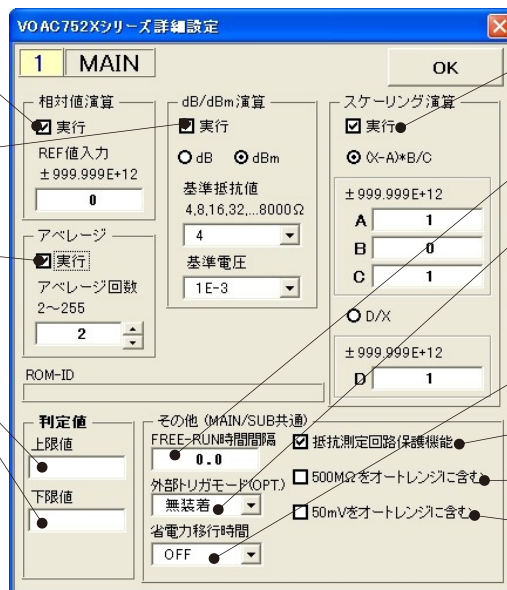 VOAC752Xシリーズ詳細設定
1 MAIN
OK
相対値演算
実行
REF値入力
±999.999E+12
0
アベレージ
実行
アベレージ回数
2～255
2
dB/dBm演算
実行
dB dBm
基準抵抗値
4,8,16,32,...8000Ω
4
基準電圧
1E-3
スケーリング演算
実行
(X-A)*B/C
±999.999E+12
A 1
B 0
C 1
D/X
±999.999E+12
D 1
ROM-ID
判定値
上限値
下限値
その他 (MAIN/SUB共通)
FREE-RUN時間間隔
0.0
外部トリガモード(OPT.)
無装着
省電力移行時間
OFF
抵抗測定回路保護機能
500MΩをオートレンジに含む
50mVをオートレンジに含む